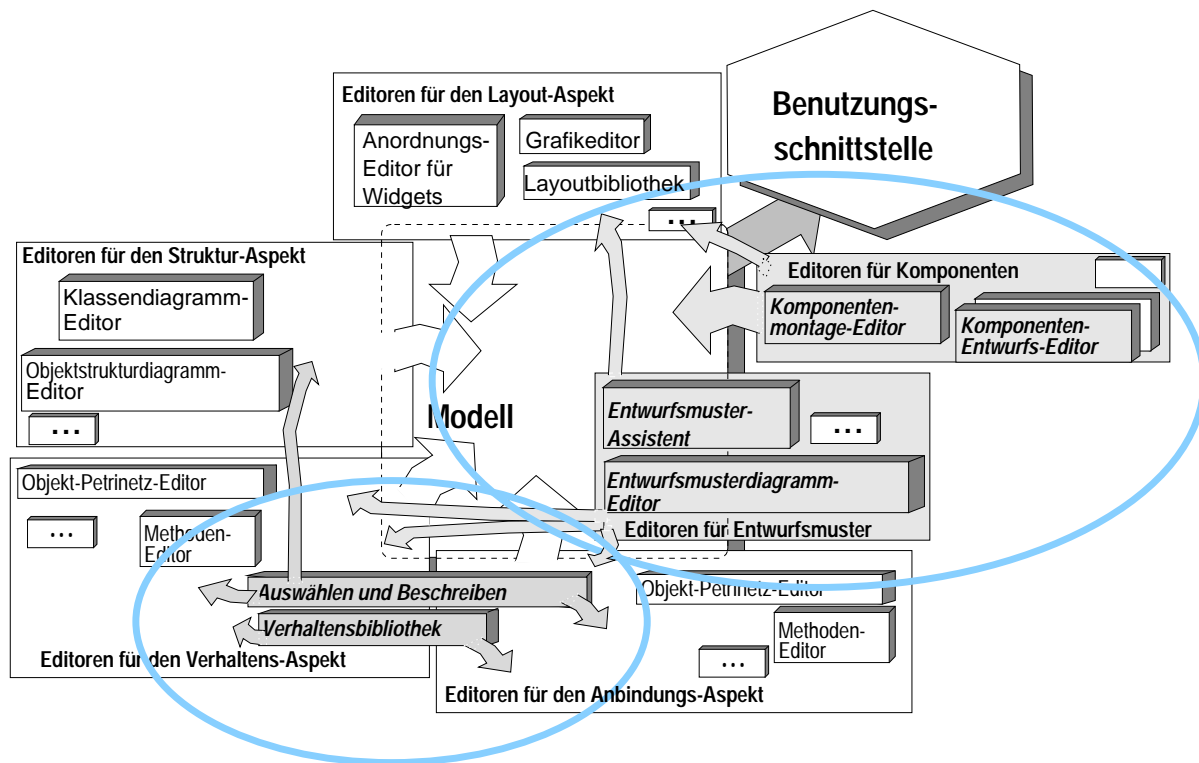 Editoren für den Layout-Aspekt
Anordnungs-
Editor für
Widgets
Grafikeditor
Layoutbibliothek
...
Benutzungs-
schnittstelle
Editoren für den Struktur-Aspekt
Klassendiagramm-
Editor
Objektstrukturdiagramm-
Editor
...
Editoren für Komponenten
Komponenten-
montage-Editor
Komponenten-
Entwurfs-Editor
Modell
Entwurfsmuster-
Assistent
...
Entwurfsmusterdiagramm-
Editor
Editoren für Entwurfsmuster
Objekt-Petrinetz-Editor
...
Methoden-
Editor
Auswählen und Beschreiben
Verhaltensbibliothek
Editoren für den Verhaltens-Aspekt
Objekt-Petrinetz-Editor
Methoden-
Editor
...
Editoren für den Anbindungs-Aspekt